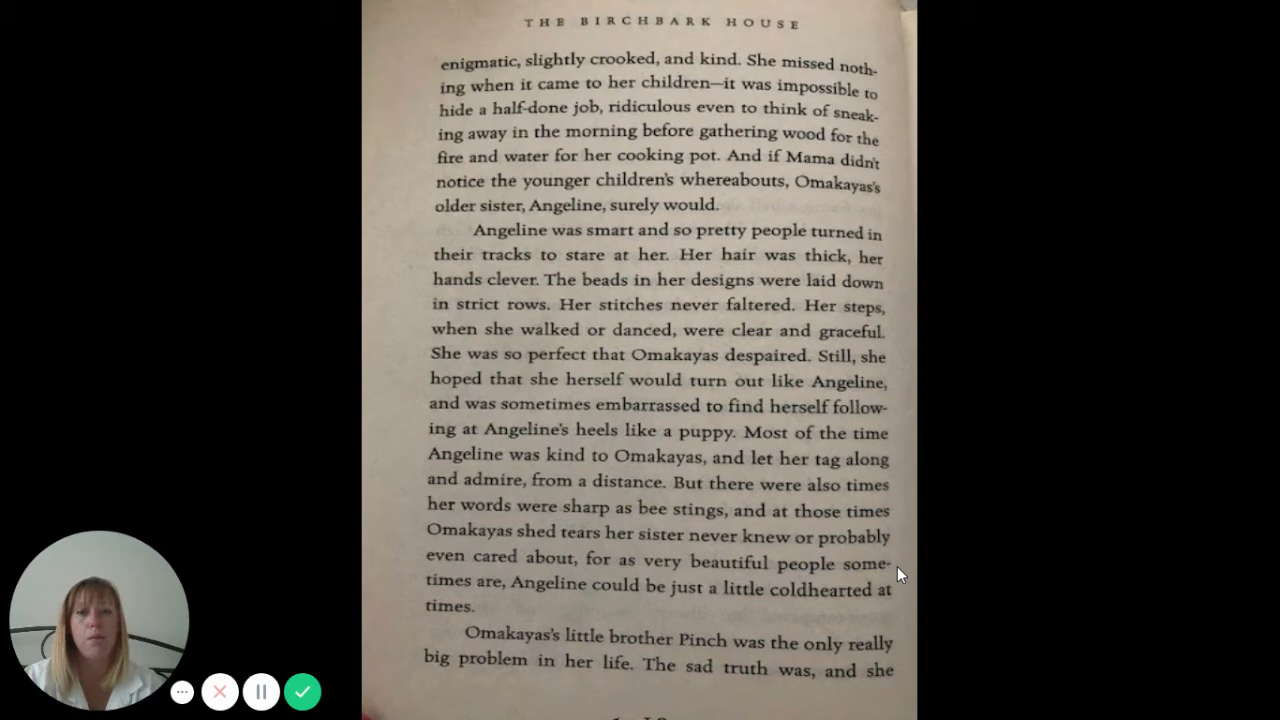 THE BIRCHBARK HOUSE
enigmatic, slightly crooked, and kind. She missed noth-
ing when it came to her children—it was impossible to
hide a half-done job, ridiculous even to think of sneak-
ing away in the morning before gathering wood for the
fire and water for her cooking pot. And if Mama didn't
notice the younger children's whereabouts, Omakayas's
older sister, Angeline, surely would.
Angeline was smart and so pretty people turned in
their tracks to stare at her. Her hair was thick, her
hands clever. The beads in her designs were laid down
in strict rows. Her stitches never faltered. Her steps,
when she walked or danced, were clear and graceful.
She was so perfect that Omakayas despaired. Still, she
hoped that she herself would turn out like Angeline,
and was sometimes embarrassed to find herself follow-
ing at Angeline's heels like a puppy. Most of the time
Angeline was kind to Omakayas, and let her tag along
and admire, from a distance. But there were also times
her words were sharp as bee stings, and at those times
Omakayas shed tears her sister never knew or probably
even cared about, for as very beautiful people some-
times are, Angeline could be just a little coldhearted at
times.
Omakayas's little brother Pinch was the only really
big problem in her life. The sad truth was, and she